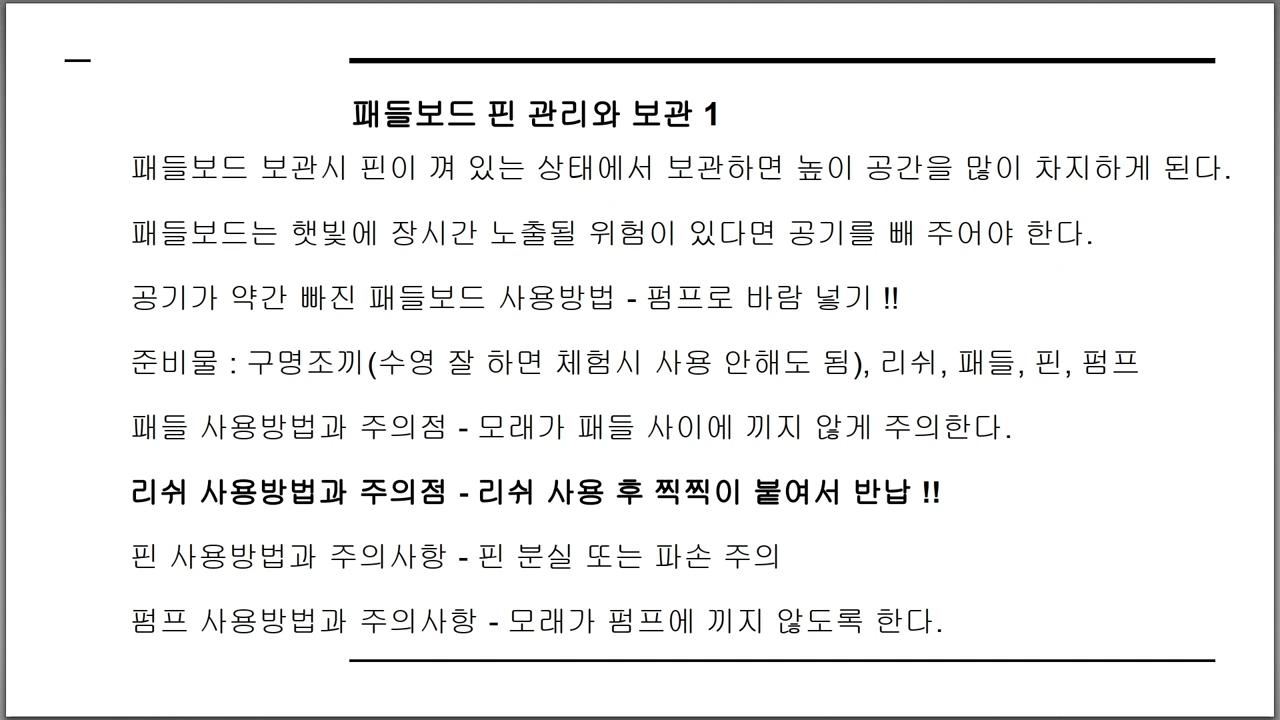 패들보드 핀 관리와 보관 1
패들보드 보관시 핀이 껴 있는 상태에서 보관하면 높이 공간을 많이 차지하게 된다.
패들보드는 햇빛에 장시간 노출될 위험이 있다면 공기를 빼 주어야 한다.
공기가 약간 빠진 패들보드 사용방법 - 펌프로 바람 넣기 !!
준비물 : 구명조끼(수영 잘 하면 체험시 사용 안해도 됨), 리쉬, 패들, 핀, 펌프
패들 사용방법과 주의점 - 모래가 패들 사이에 끼지 않게 주의한다.
리쉬 사용방법과 주의점 - 리쉬 사용 후 찍찍이 붙여서 반납 !!
핀 사용방법과 주의사항 - 핀 분실 또는 파손 주의
펌프 사용방법과 주의사항 - 모래가 펌프에 끼지 않도록 한다.